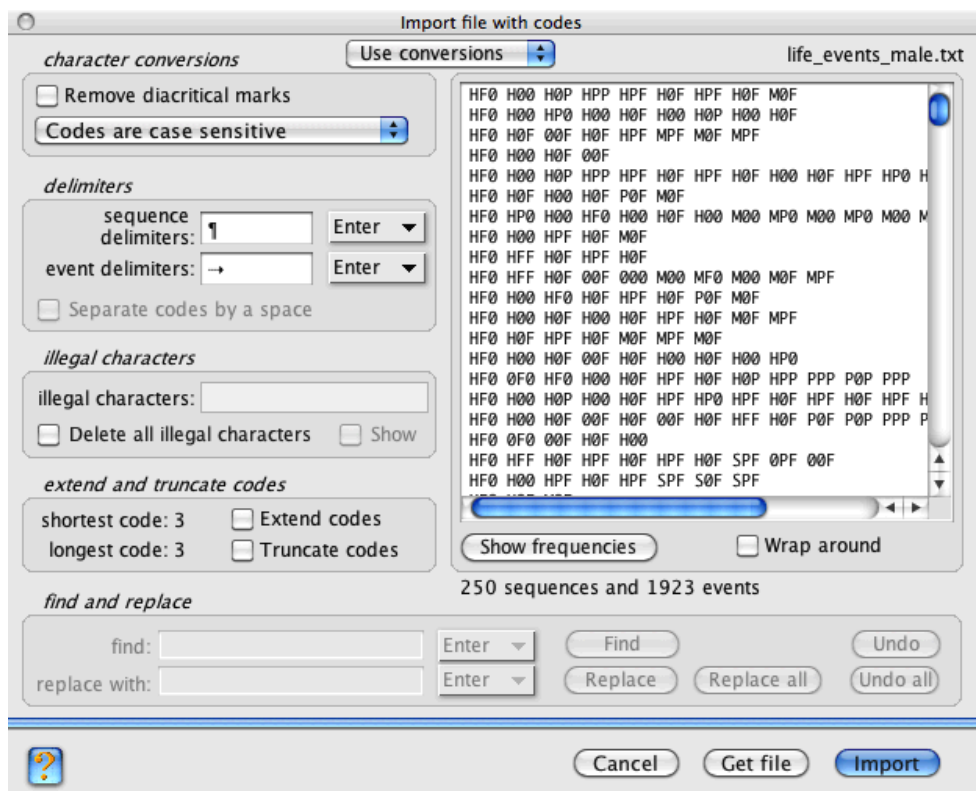 Import file with codes
character conversions
Use conversions
life_events_male.txt
Remove diacritical marks
Codes are case sensitive
delimiters
sequence delimiters: ¶ Enter
event delimiters: → Enter
Separate codes by a space
illegal characters
illegal characters:
Delete all illegal characters Show
extend and truncate codes
shortest code: 3 Extend codes
longest code: 3 Truncate codes
HF0 H00 H0P HPP HPF H0F HPF H0F M0F
HF0 H00 HP0 H00 H0F H00 H0P H00 H0F
HF0 H0F 00F H0F HPF MPF M0F MPF
HF0 H00 H0F 00F
HF0 H00 H0P HPP HPF H0F HPF H0F H00 H0F HPF HP0 H
HF0 H0F H00 H0F P0F M0F
HF0 HP0 H00 HF0 H00 H0F H00 M00 MP0 M00 MP0 M00 M
HF0 H00 HPF H0F M0F
HF0 HFF H0F HPF H0F
HF0 HFF H0F 00F 000 M00 MF0 M00 M0F MPF
HF0 H00 HF0 H0F HPF H0F P0F M0F
HF0 H00 H0F H00 H0F HPF H0F M0F MPF
HF0 H0F HPF H0F M0F MPF M0F
HF0 H00 H0F 00F H0F H00 H0F H00 HP0
HF0 0F0 HF0 H00 H0F HPF H0F H0P HPP PPP P0P PPP
HF0 H00 H0P H00 H0F HPF HP0 HPF H0F HPF H0F HPF H
HF0 H00 H0F 00F H0F 00F H0F HFF H0F P0F P0P PPP P
HF0 0F0 00F H0F H00
HF0 HFF H0F HPF H0F HPF H0F SPF 0PF 00F
HF0 H00 HPF H0F HPF SPF S0F SPF
Show frequencies Wrap around
250 sequences and 1923 events
find and replace
find: Enter Find Undo
replace with: Enter Replace Replace all Undo all
? Cancel Get file Import